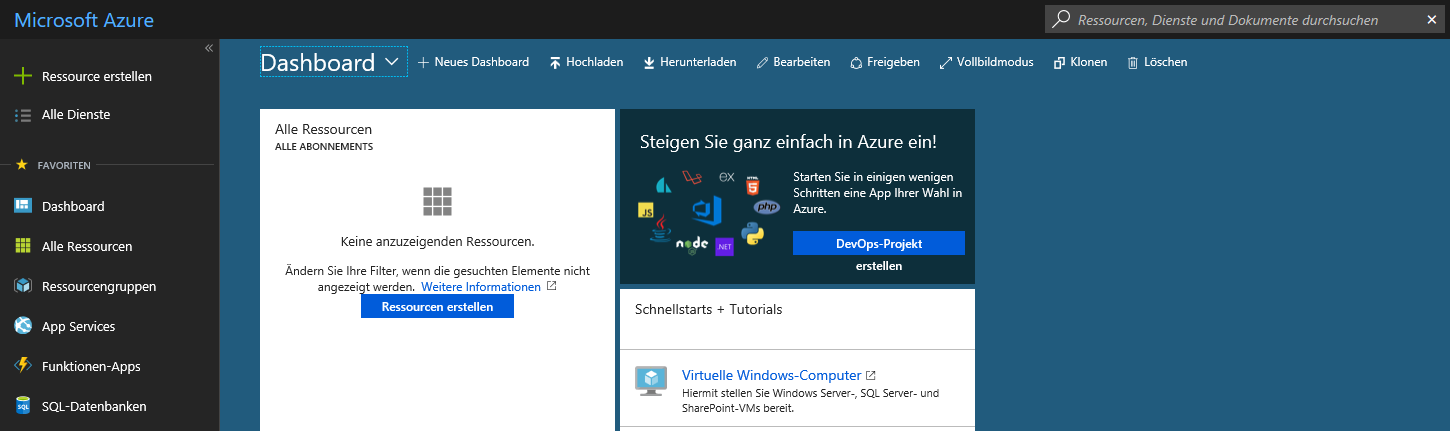 Microsoft Azure
Ressourcen, Dienste und Dokumente durchsuchen
Ressource erstellen
Alle Dienste
FAVORITEN
Dashboard
Alle Ressourcen
Ressourcengruppen
App Services
Funktionen-Apps
SQL
SQL-Datenbanken
Dashboard
Neues Dashboard
Hochladen
Herunterladen
Bearbeiten
Freigeben
Vollbildmodus
Klonen
Löschen
Alle Ressourcen
ALLE ABONNEMENTS
Keine anzuzeigenden Ressourcen.
Ändern Sie Ihre Filter, wenn die gesuchten Elemente nicht
angezeigt werden. Weitere Informationen
Ressourcen erstellen
Steigen Sie ganz einfach in Azure ein!
ex
HTML
5
JS
php
node
.NET
Starten Sie in einigen wenigen
Schritten eine App Ihrer Wahl in
Azure.
DevOps-Projekt
erstellen
Schnellstarts + Tutorials
Virtuelle Windows-Computer
Hiermit stellen Sie Windows Server-, SQL Server- und
SharePoint-VMs bereit.